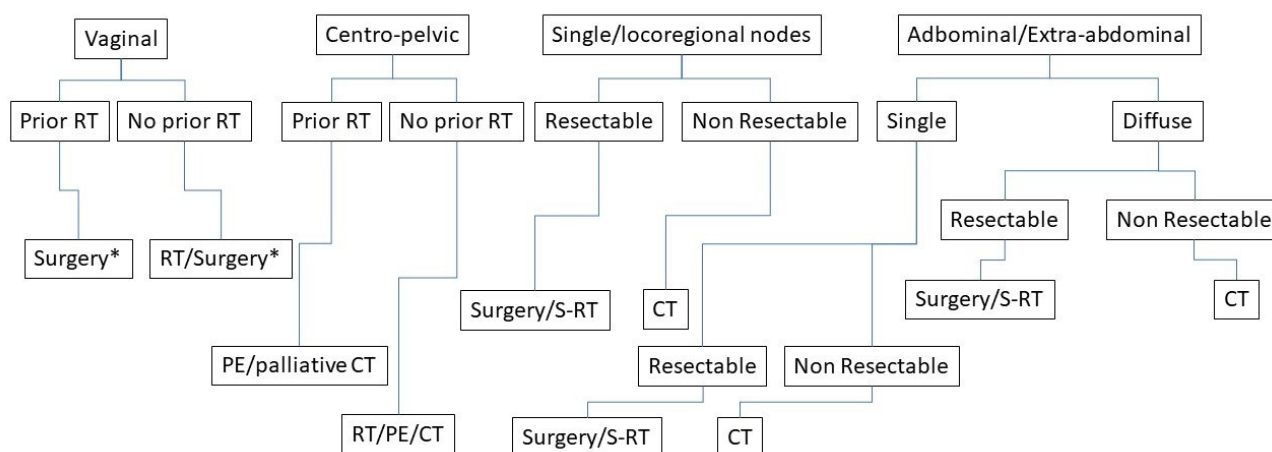 Vaginal
Centro-pelvic
Single/locoregional nodes
Adbominal/Extra-abdominal
Prior RT
No prior RT
Prior RT
No prior RT
Resectable
Non Resectable
Single
Diffuse
Resectable
Non Resectable
Surgery*
RT/Surgery*
Surgery/S-RT
CT
Surgery/S-RT
CT
PE/palliative CT
Resectable
Non Resectable
RT/PE/CT
Surgery/S-RT
CT